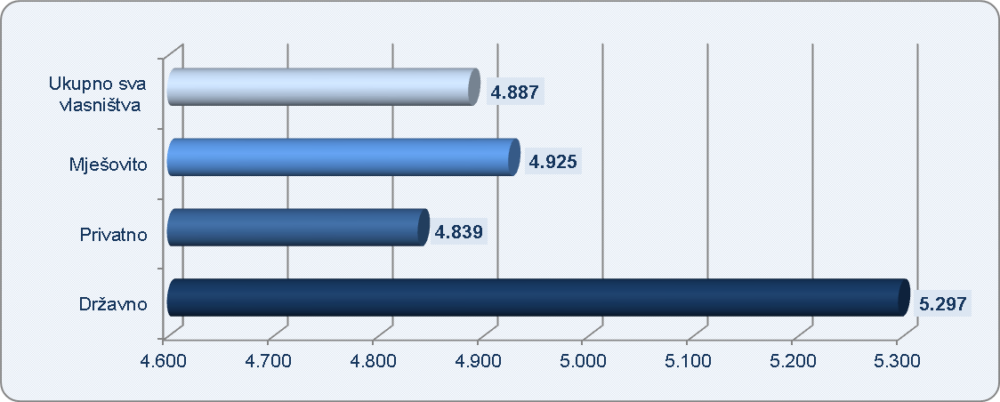 Ukupno sva
vlasništva
4.887
Mješovito
4.925
Privatno
4.839
Državno
5.297
4.600 4.700 4.800 4.900 5.000 5.100 5.200 5.300